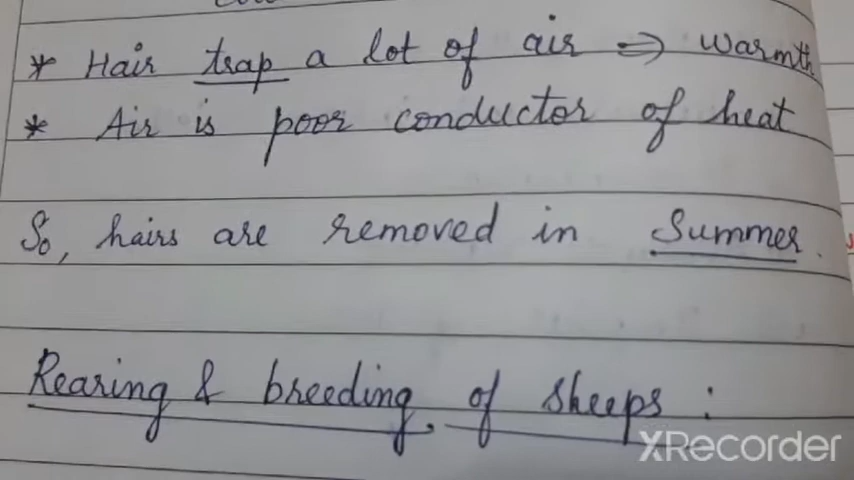 * Hair trap a lot of air ⇒ warmth
* Air is poor conductor of heat
So, hairs are removed in Summer.
Rearing & breeding of sheeps :
XRecorder